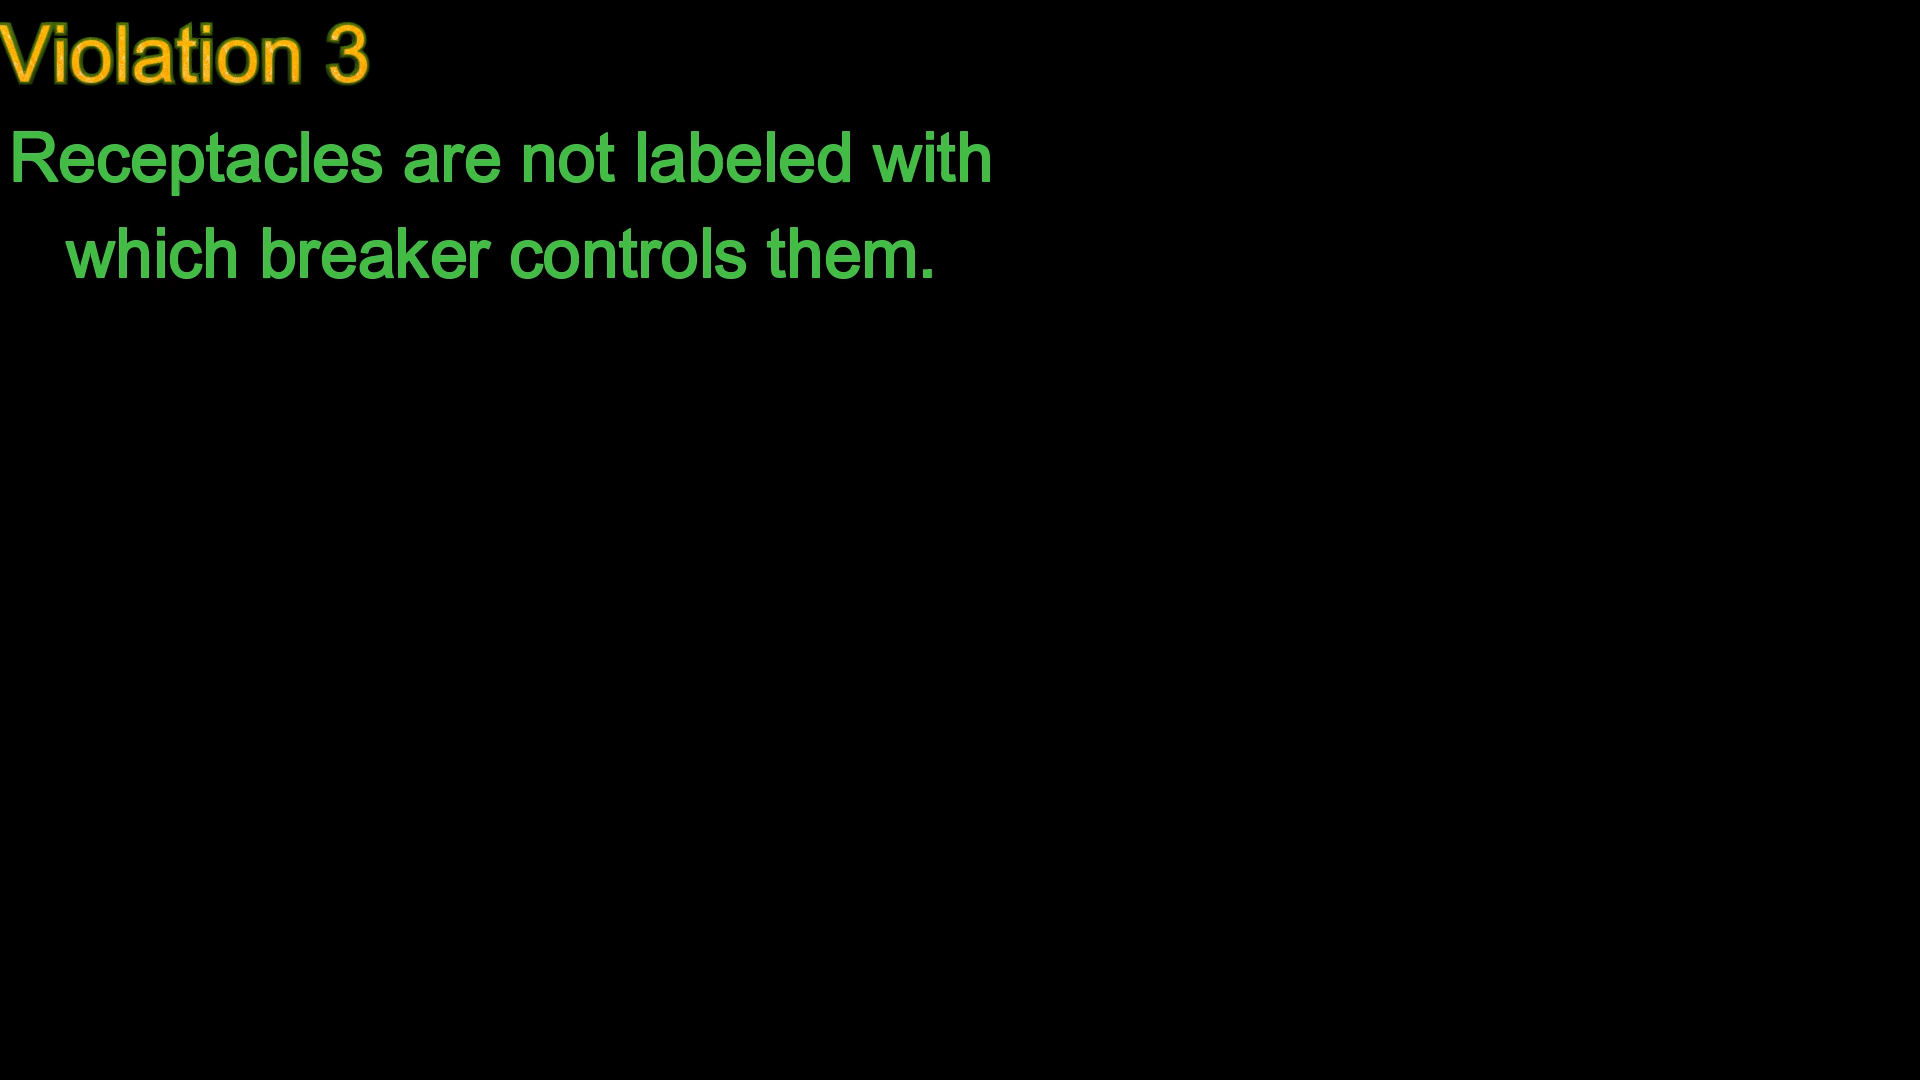 Violation 3
Receptacles are not labeled with
which breaker controls them.